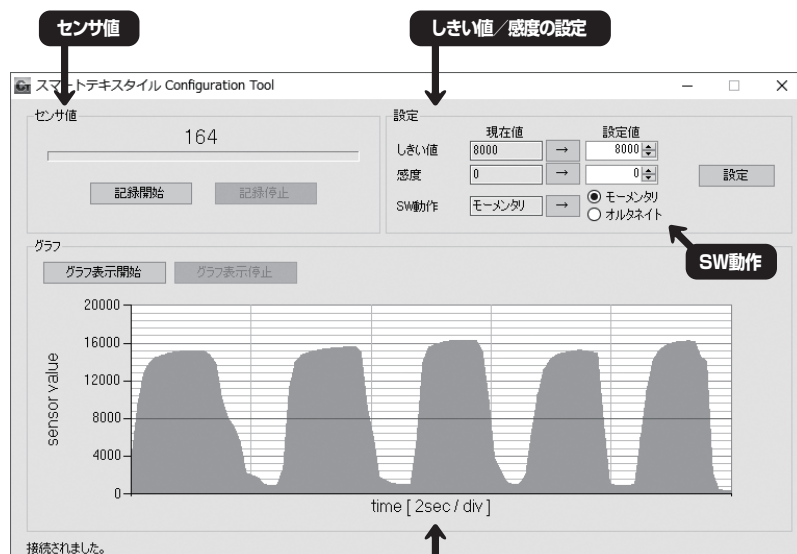 センサ値
しきい値／感度の設定
スマートテキスタイル Configuration Tool
センサ値
164
記録開始
記録停止
設定
現在値
設定値
しきい値
8000
→
8000
感度
0
→
0
設定
SW動作
モーメンタリ
→
モーメンタリ
オルタネイト
SW動作
グラフ
グラフ表示開始
グラフ表示停止
20000
16000
12000
8000
4000
0
sensor value
time [ 2sec / div ]
接続されました。